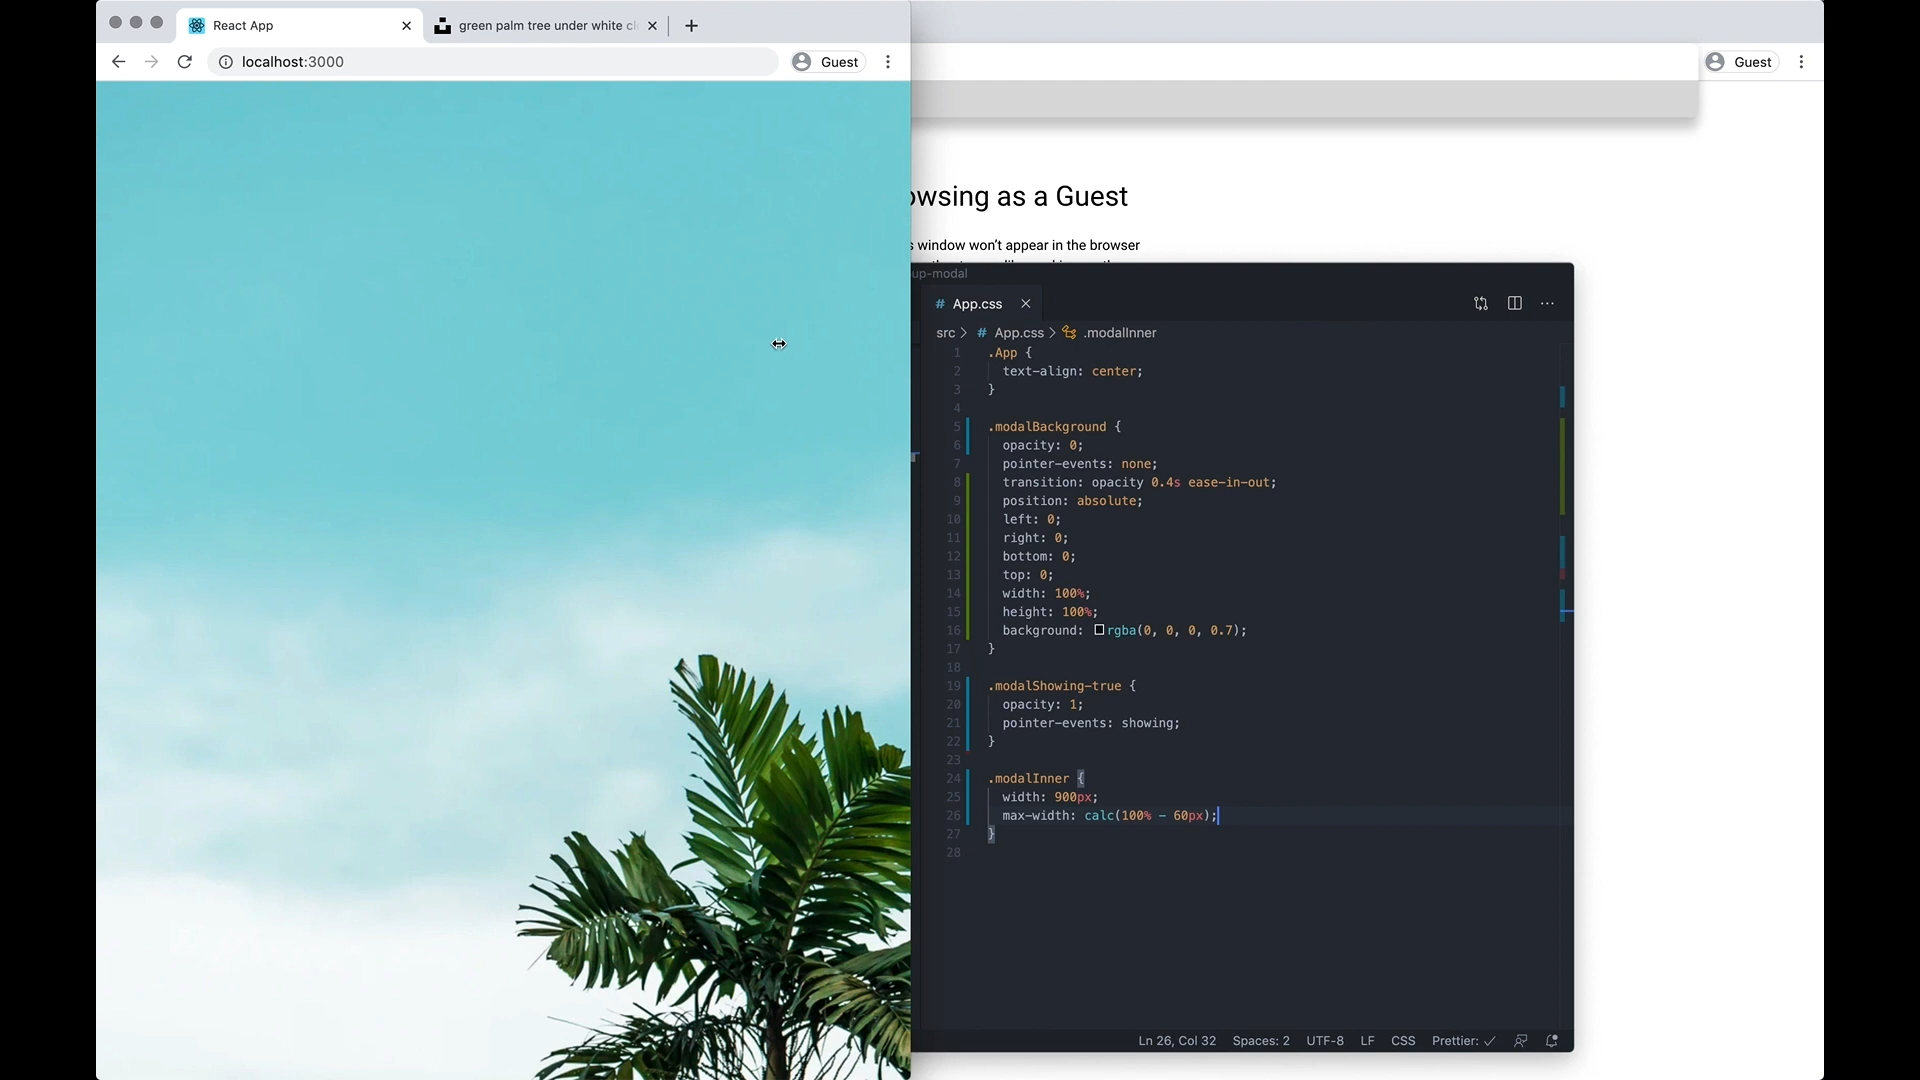 React App
green palm tree under white cl
localhost:3000
Guest
Guest
owsing as a Guest
s window won't appear in the browser
up-modal
# App.css
src > # App.css > .modalInner
1 .App {
2 text-align: center;
3 }
4
5 .modalBackground {
6 opacity: 0;
7 pointer-events: none;
8 transition: opacity 0.4s ease-in-out;
9 position: absolute;
10 left: 0;
11 right: 0;
12 bottom: 0;
13 top: 0;
14 width: 100%;
15 height: 100%;
16 background: rgba(0, 0, 0, 0.7);
17 }
18
19 .modalShowing-true {
20 opacity: 1;
21 pointer-events: showing;
22 }
23
24 .modalInner {
25 width: 900px;
26 max-width: calc(100% - 60px);
27 }
28
Ln 26, Col 32 Spaces: 2 UTF-8 LF CSS Prettier: ✓